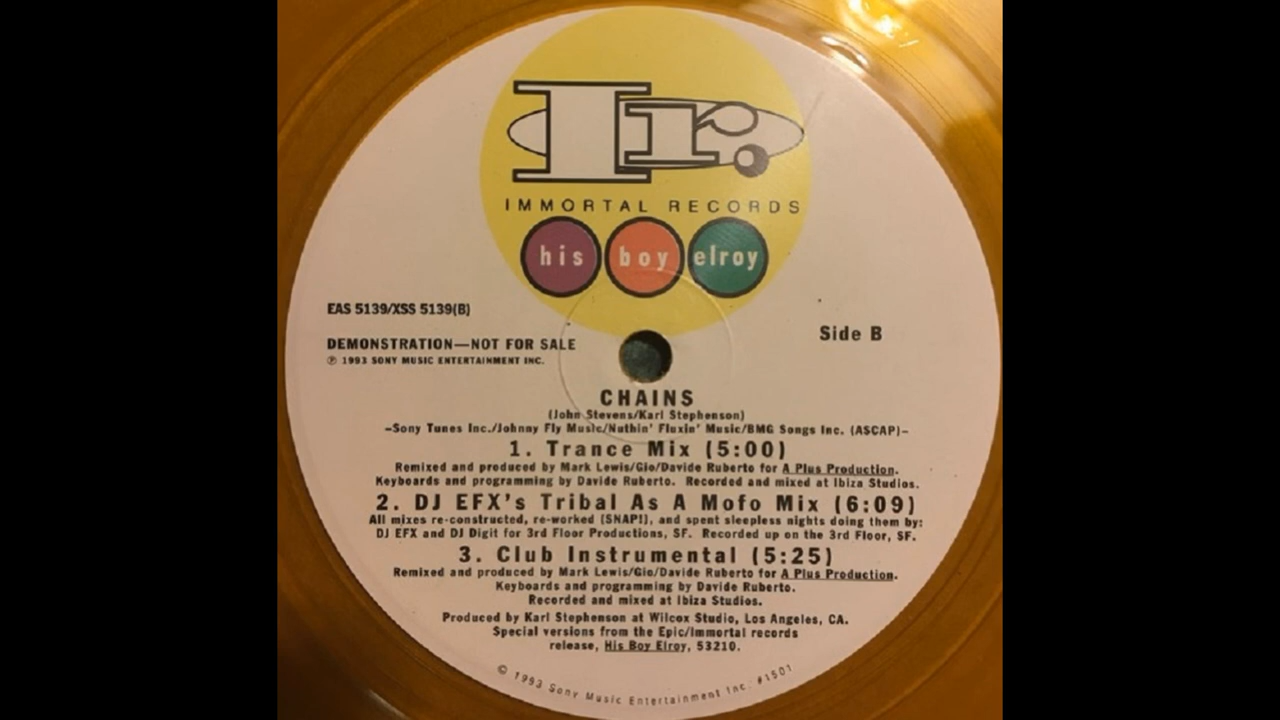 Ir.
IMMORTAL RECORDS
his boy elroy
EAS 5139/XSS 5139(B)
Side B
DEMONSTRATION—NOT FOR SALE
℗ 1993 SONY MUSIC ENTERTAINMENT INC.
CHAINS
(John Stevens/Karl Stephenson)
–Sony Tunes Inc./Johnny Fly Music/Nuthin' Fluxin' Music/BMG Songs Inc. (ASCAP)–
1. Trance Mix (5:00)
Remixed and produced by Mark Lewis/Gio/Davide Ruberto for A Plus Production.
Keyboards and programming by Davide Ruberto. Recorded and mixed at Ibiza Studios.
2. DJ EFX's Tribal As A Mofo Mix (6:09)
All mixes re-constructed, re-worked (SNAP!), and spent sleepless nights doing them by:
DJ EFX and DJ Digit for 3rd Floor Productions, SF. Recorded up on the 3rd Floor, SF.
3. Club Instrumental (5:25)
Remixed and produced by Mark Lewis/Gio/Davide Ruberto for A Plus Production.
Keyboards and programming by Davide Ruberto.
Recorded and mixed at Ibiza Studios.
Produced by Karl Stephenson at Wilcox Studio, Los Angeles, CA.
Special versions from the Epic/Immortal records
release, His Boy Elroy, 53210.
© 1993 Sony Music Entertainment Inc. #1501